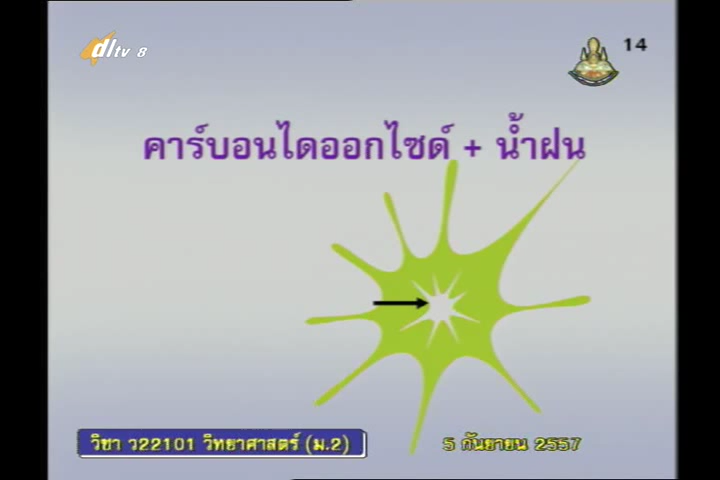 dltv 8
14
คาร์บอนไดออกไซด์ + น้ำฝน
วิชา ว22101 วิทยาศาสตร์ (ม.2)
5 กันยายน 2557